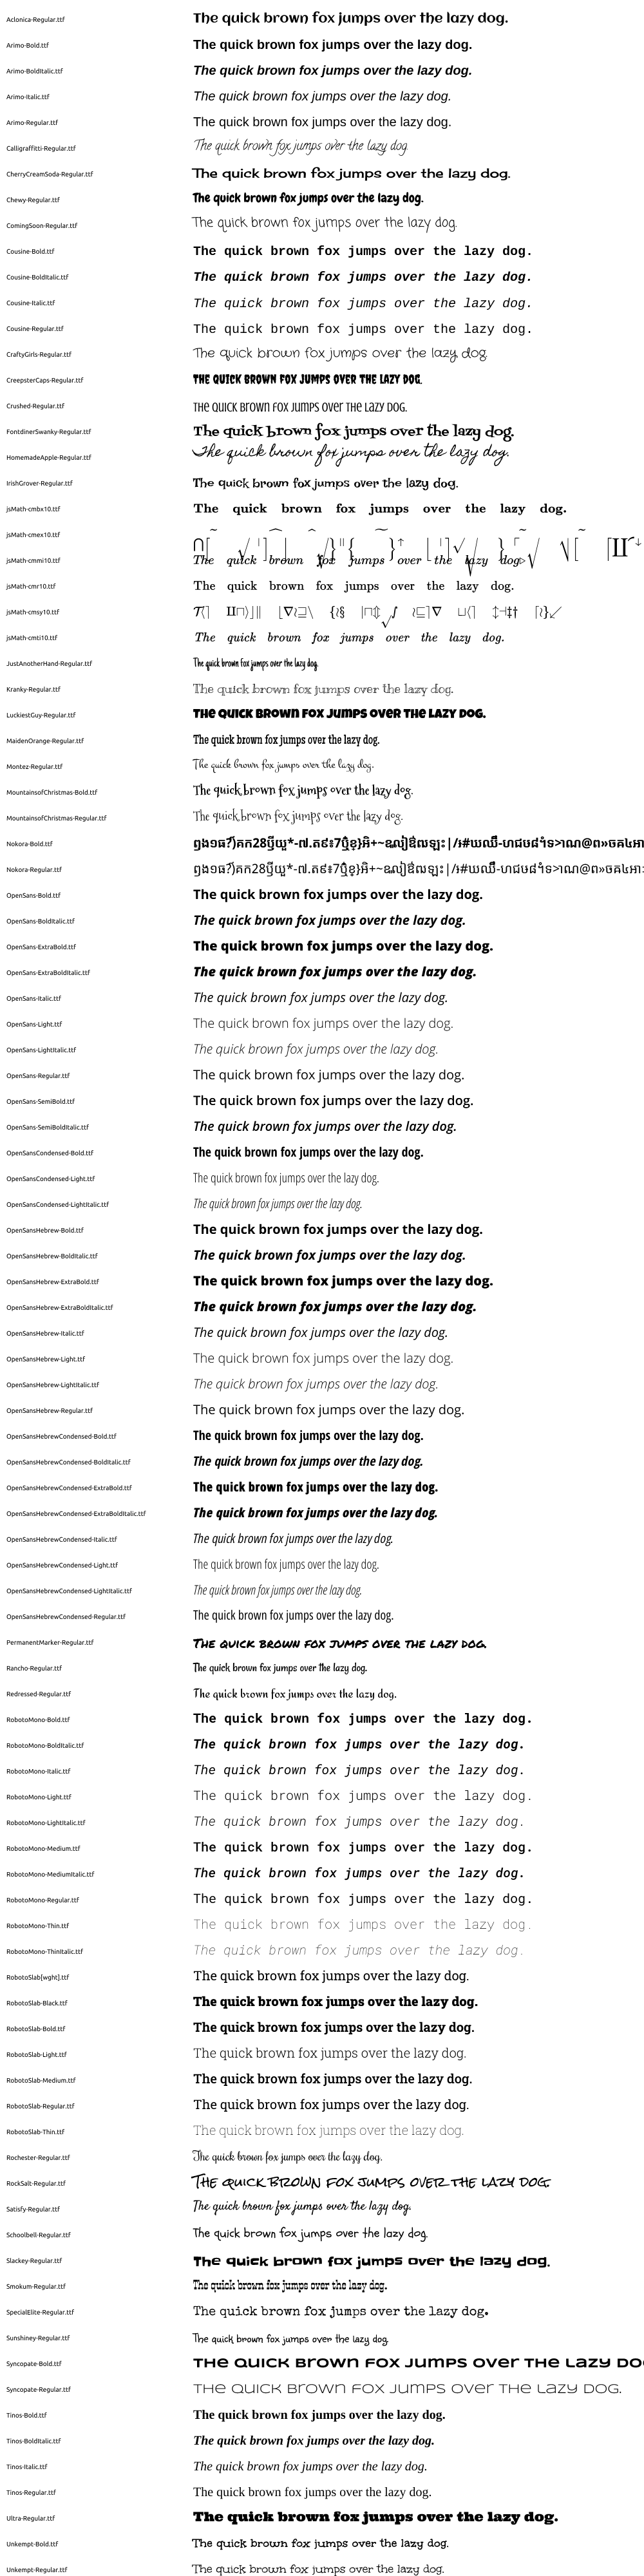 Aclonica-Regular.ttf The quick brown fox jumps over the lazy dog.
Arimo-Bold.ttf The quick brown fox jumps over the lazy dog.
Arimo-BoldItalic.ttf The quick brown fox jumps over the lazy dog.
Arimo-Italic.ttf The quick brown fox jumps over the lazy dog.
Arimo-Regular.ttf The quick brown fox jumps over the lazy dog.
Calligraffitti-Regular.ttf The quick brown fox jumps over the lazy dog.
CherryCreamSoda-Regular.ttf The quick brown fox jumps over the lazy dog.
Chewy-Regular.ttf The quick brown fox jumps over the lazy dog.
ComingSoon-Regular.ttf The quick brown fox jumps over the lazy dog.
Cousine-Bold.ttf The quick brown fox jumps over the lazy dog.
Cousine-BoldItalic.ttf The quick brown fox jumps over the lazy dog.
Cousine-Italic.ttf The quick brown fox jumps over the lazy dog.
Cousine-Regular.ttf The quick brown fox jumps over the lazy dog.
CraftyGirls-Regular.ttf The quick brown fox jumps over the lazy dog.
CreepsterCaps-Regular.ttf THE QUICK BROWN FOX JUMPS OVER THE LAZY DOG.
Crushed-Regular.ttf THE QUICK BROWN FOX JUMPS OVER THE LAZY DOG.
FontdinerSwanky-Regular.ttf The quick brown fox jumps over the lazy dog.
HomemadeApple-Regular.ttf The quick brown fox jumps over the lazy dog.
IrishGrover-Regular.ttf The quick brown fox jumps over the lazy dog.
jsMath-cmbx10.ttf The quick brown fox jumps over the lazy dog.
jsMath-cmex10.ttf
jsMath-cmmi10.ttf The quick brown fox jumps over the lazy dog
jsMath-cmr10.ttf The quick brown fox jumps over the lazy dog.
jsMath-cmsy10.ttf
jsMath-cmti10.ttf The quick brown fox jumps over the lazy dog.
JustAnotherHand-Regular.ttf The quick brown fox jumps over the lazy dog.
Kranky-Regular.ttf The quick brown fox jumps over the lazy dog.
LuckiestGuy-Regular.ttf THE QUICK BROWN FOX JUMPS OVER THE LAZY DOG.
MaidenOrange-Regular.ttf The quick brown fox jumps over the lazy dog.
Montez-Regular.ttf The quick brown fox jumps over the lazy dog.
MountainsofChristmas-Bold.ttf The quick brown fox jumps over the lazy dog.
MountainsofChristmas-Regular.ttf The quick brown fox jumps over the lazy dog.
Nokora-Bold.ttf
Nokora-Regular.ttf
OpenSans-Bold.ttf The quick brown fox jumps over the lazy dog.
OpenSans-BoldItalic.ttf The quick brown fox jumps over the lazy dog.
OpenSans-ExtraBold.ttf The quick brown fox jumps over the lazy dog.
OpenSans-ExtraBoldItalic.ttf The quick brown fox jumps over the lazy dog.
OpenSans-Italic.ttf The quick brown fox jumps over the lazy dog.
OpenSans-Light.ttf The quick brown fox jumps over the lazy dog.
OpenSans-LightItalic.ttf The quick brown fox jumps over the lazy dog.
OpenSans-Regular.ttf The quick brown fox jumps over the lazy dog.
OpenSans-SemiBold.ttf The quick brown fox jumps over the lazy dog.
OpenSans-SemiBoldItalic.ttf The quick brown fox jumps over the lazy dog.
OpenSansCondensed-Bold.ttf The quick brown fox jumps over the lazy dog.
OpenSansCondensed-Light.ttf The quick brown fox jumps over the lazy dog.
OpenSansCondensed-LightItalic.ttf The quick brown fox jumps over the lazy dog.
OpenSansHebrew-Bold.ttf The quick brown fox jumps over the lazy dog.
OpenSansHebrew-BoldItalic.ttf The quick brown fox jumps over the lazy dog.
OpenSansHebrew-ExtraBold.ttf The quick brown fox jumps over the lazy dog.
OpenSansHebrew-ExtraBoldItalic.ttf The quick brown fox jumps over the lazy dog.
OpenSansHebrew-Italic.ttf The quick brown fox jumps over the lazy dog.
OpenSansHebrew-Light.ttf The quick brown fox jumps over the lazy dog.
OpenSansHebrew-LightItalic.ttf The quick brown fox jumps over the lazy dog.
OpenSansHebrew-Regular.ttf The quick brown fox jumps over the lazy dog.
OpenSansHebrewCondensed-Bold.ttf The quick brown fox jumps over the lazy dog.
OpenSansHebrewCondensed-BoldItalic.ttf The quick brown fox jumps over the lazy dog.
OpenSansHebrewCondensed-ExtraBold.ttf The quick brown fox jumps over the lazy dog.
OpenSansHebrewCondensed-ExtraBoldItalic.ttf The quick brown fox jumps over the lazy dog.
OpenSansHebrewCondensed-Italic.ttf The quick brown fox jumps over the lazy dog.
OpenSansHebrewCondensed-Light.ttf The quick brown fox jumps over the lazy dog.
OpenSansHebrewCondensed-LightItalic.ttf The quick brown fox jumps over the lazy dog.
OpenSansHebrewCondensed-Regular.ttf The quick brown fox jumps over the lazy dog.
PermanentMarker-Regular.ttf THE QUICK BROWN FOX JUMPS OVER THE LAZY DOG.
Rancho-Regular.ttf The quick brown fox jumps over the lazy dog.
Redressed-Regular.ttf The quick brown fox jumps over the lazy dog.
RobotoMono-Bold.ttf The quick brown fox jumps over the lazy dog.
RobotoMono-BoldItalic.ttf The quick brown fox jumps over the lazy dog.
RobotoMono-Italic.ttf The quick brown fox jumps over the lazy dog.
RobotoMono-Light.ttf The quick brown fox jumps over the lazy dog.
RobotoMono-LightItalic.ttf The quick brown fox jumps over the lazy dog.
RobotoMono-Medium.ttf The quick brown fox jumps over the lazy dog.
RobotoMono-MediumItalic.ttf The quick brown fox jumps over the lazy dog.
RobotoMono-Regular.ttf The quick brown fox jumps over the lazy dog.
RobotoMono-Thin.ttf The quick brown fox jumps over the lazy dog.
RobotoMono-ThinItalic.ttf The quick brown fox jumps over the lazy dog.
RobotoSlab[wght].ttf The quick brown fox jumps over the lazy dog.
RobotoSlab-Black.ttf The quick brown fox jumps over the lazy dog.
RobotoSlab-Bold.ttf The quick brown fox jumps over the lazy dog.
RobotoSlab-Light.ttf The quick brown fox jumps over the lazy dog.
RobotoSlab-Medium.ttf The quick brown fox jumps over the lazy dog.
RobotoSlab-Regular.ttf The quick brown fox jumps over the lazy dog.
RobotoSlab-Thin.ttf The quick brown fox jumps over the lazy dog.
Rochester-Regular.ttf The quick brown fox jumps over the lazy dog.
RockSalt-Regular.ttf THE QUICK BROWN FOX JUMPS OVER THE LAZY DOG.
Satisfy-Regular.ttf The quick brown fox jumps over the lazy dog.
Schoolbell-Regular.ttf The quick brown fox jumps over the lazy dog.
Slackey-Regular.ttf The quick brown fox jumps over the lazy dog.
Smokum-Regular.ttf The quick brown fox jumps over the lazy dog.
SpecialElite-Regular.ttf The quick brown fox jumps over the lazy dog.
Sunshiney-Regular.ttf The quick brown fox jumps over the lazy dog.
Syncopate-Bold.ttf THE QUICK BROWN FOX JUMPS OVER THE LAZY DO
Syncopate-Regular.ttf THE QUICK BROWN FOX JUMPS OVER THE LAZY DOG.
Tinos-Bold.ttf The quick brown fox jumps over the lazy dog.
Tinos-BoldItalic.ttf The quick brown fox jumps over the lazy dog.
Tinos-Italic.ttf The quick brown fox jumps over the lazy dog.
Tinos-Regular.ttf The quick brown fox jumps over the lazy dog.
Ultra-Regular.ttf The quick brown fox jumps over the lazy dog.
Unkempt-Bold.ttf The quick brown fox jumps over the lazy dog.
Unkempt-Regular.ttf The quick brown fox jumps over the lazy dog.